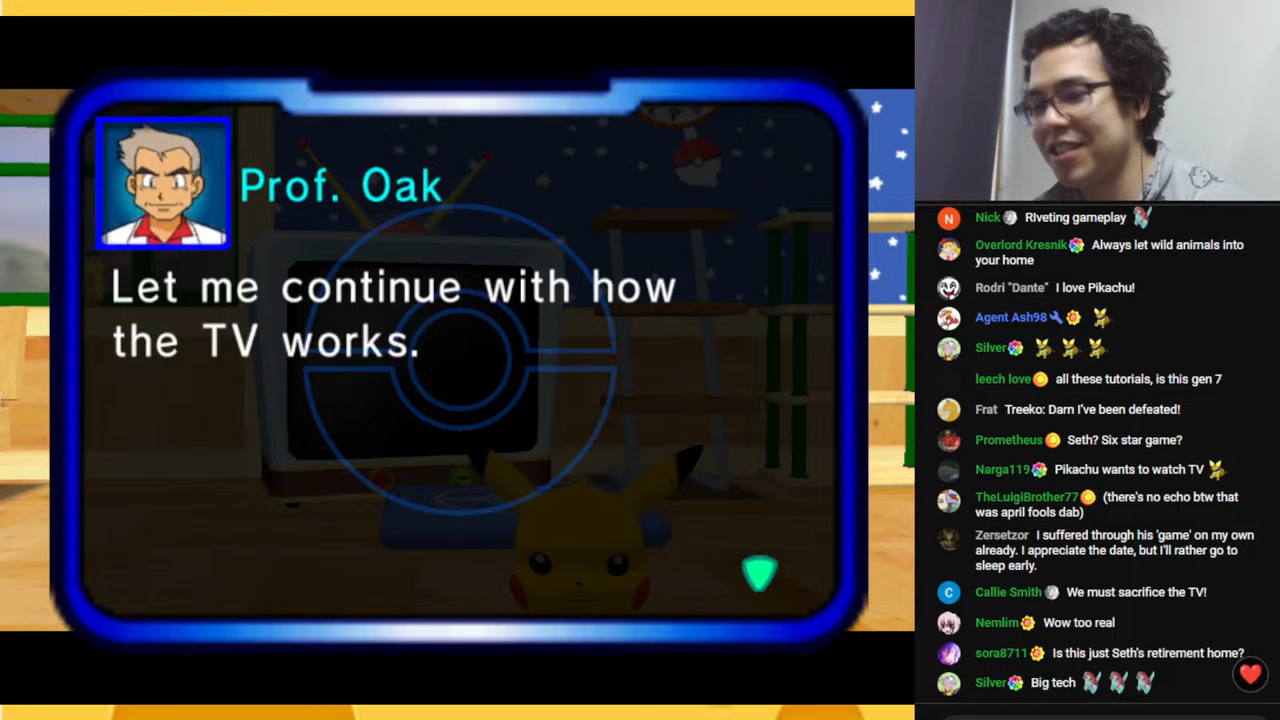 Prof. Oak
Let me continue with how
the TV works.
Nick RIveting gameplay
Overlord Kresnik Always let wild animals into
your home
Rodri "Dante" I love Pikachu!
Agent Ash98
Silver
leech love all these tutorials, is this gen 7
Frat Treeko: Darn I've been defeated!
Prometheus Seth? Six star game?
Narga119 Pikachu wants to watch TV
TheLuigiBrother77 (there's no echo btw that
was april fools dab)
Zersetzor I suffered through his 'game' on my own
already. I appreciate the date, but I'll rather go to
sleep early.
Callie Smith We must sacrifice the TV!
Nemlim Wow too real
sora8711 Is this just Seth's retirement home?
Silver Big tech